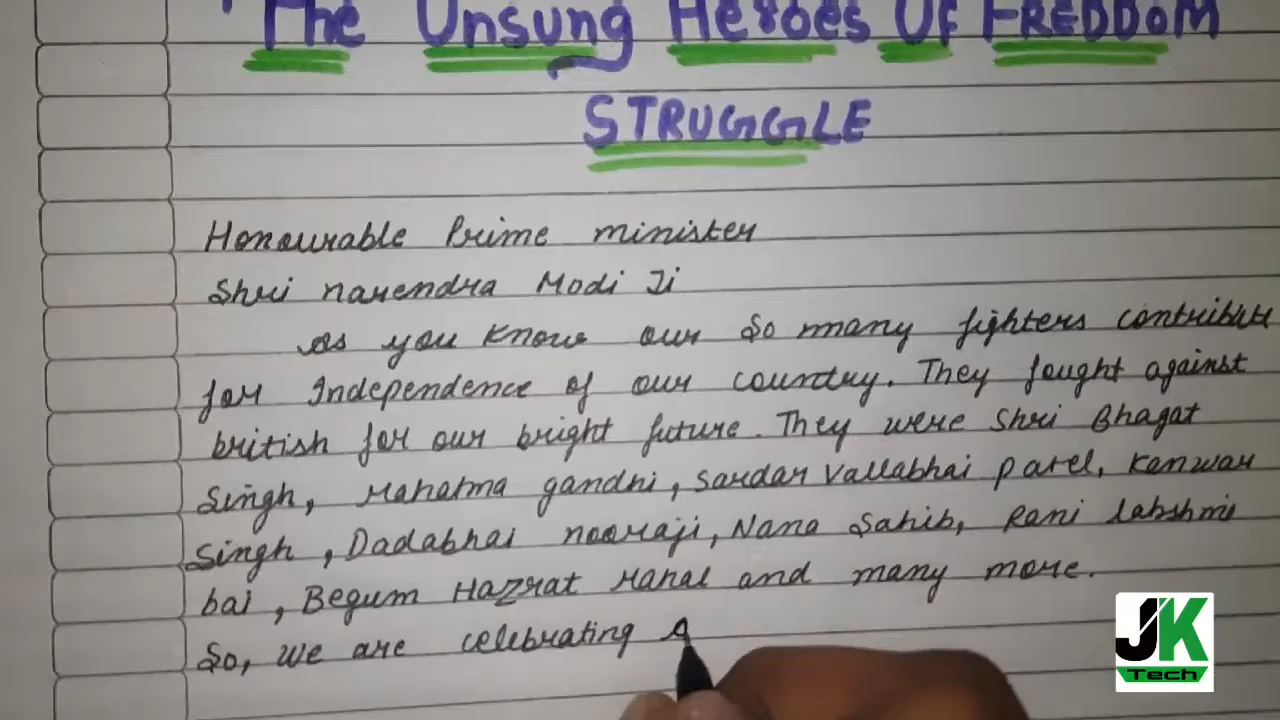 The Unsung Heroes Of FREDDOM
STRUGGLE
Honourable Prime minister
Shri narendra Modi Ji
as you know our so many fighters contribute
for Independence of our country. They fought against
british for our bright future. They were Shri Bhagat
Singh, Mahatma gandhi, Sardar Vallabhai patel, Kanwar
Singh, Dadabhai nooraji, Nana Sahib, Rani labshmi
bai, Begum Hazrat Mahal and many more.
So, we are celebrating
JK
Tech